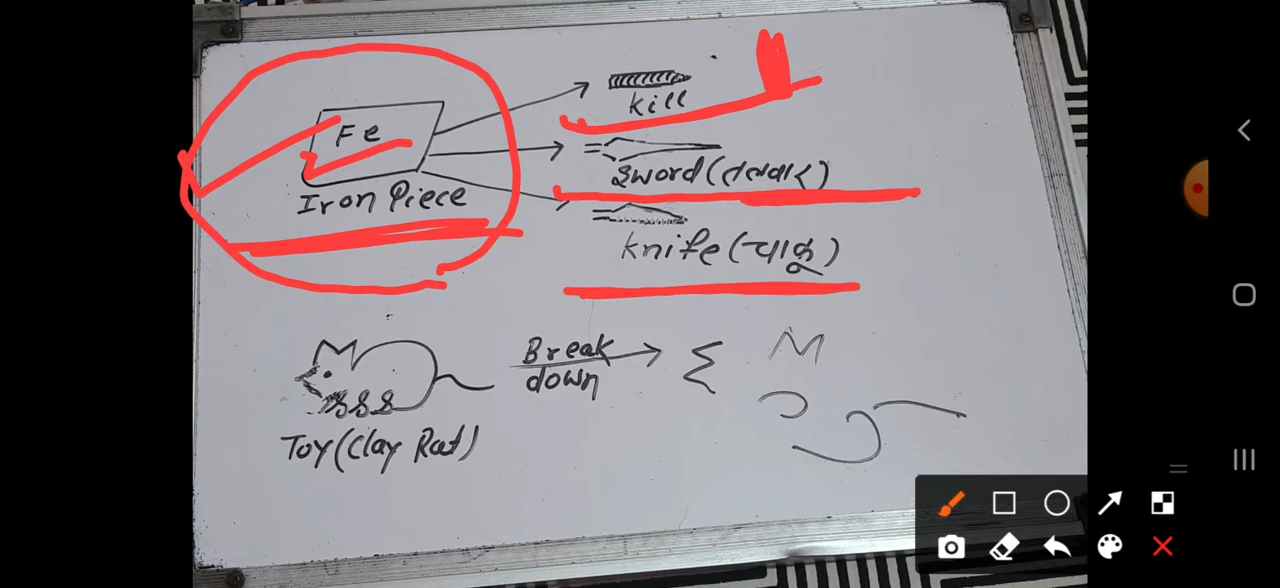 Fe
Iron Piece
kill
Sword (तलवार)
knife (चाकू)
Break
down
Toy (Clay Rat)